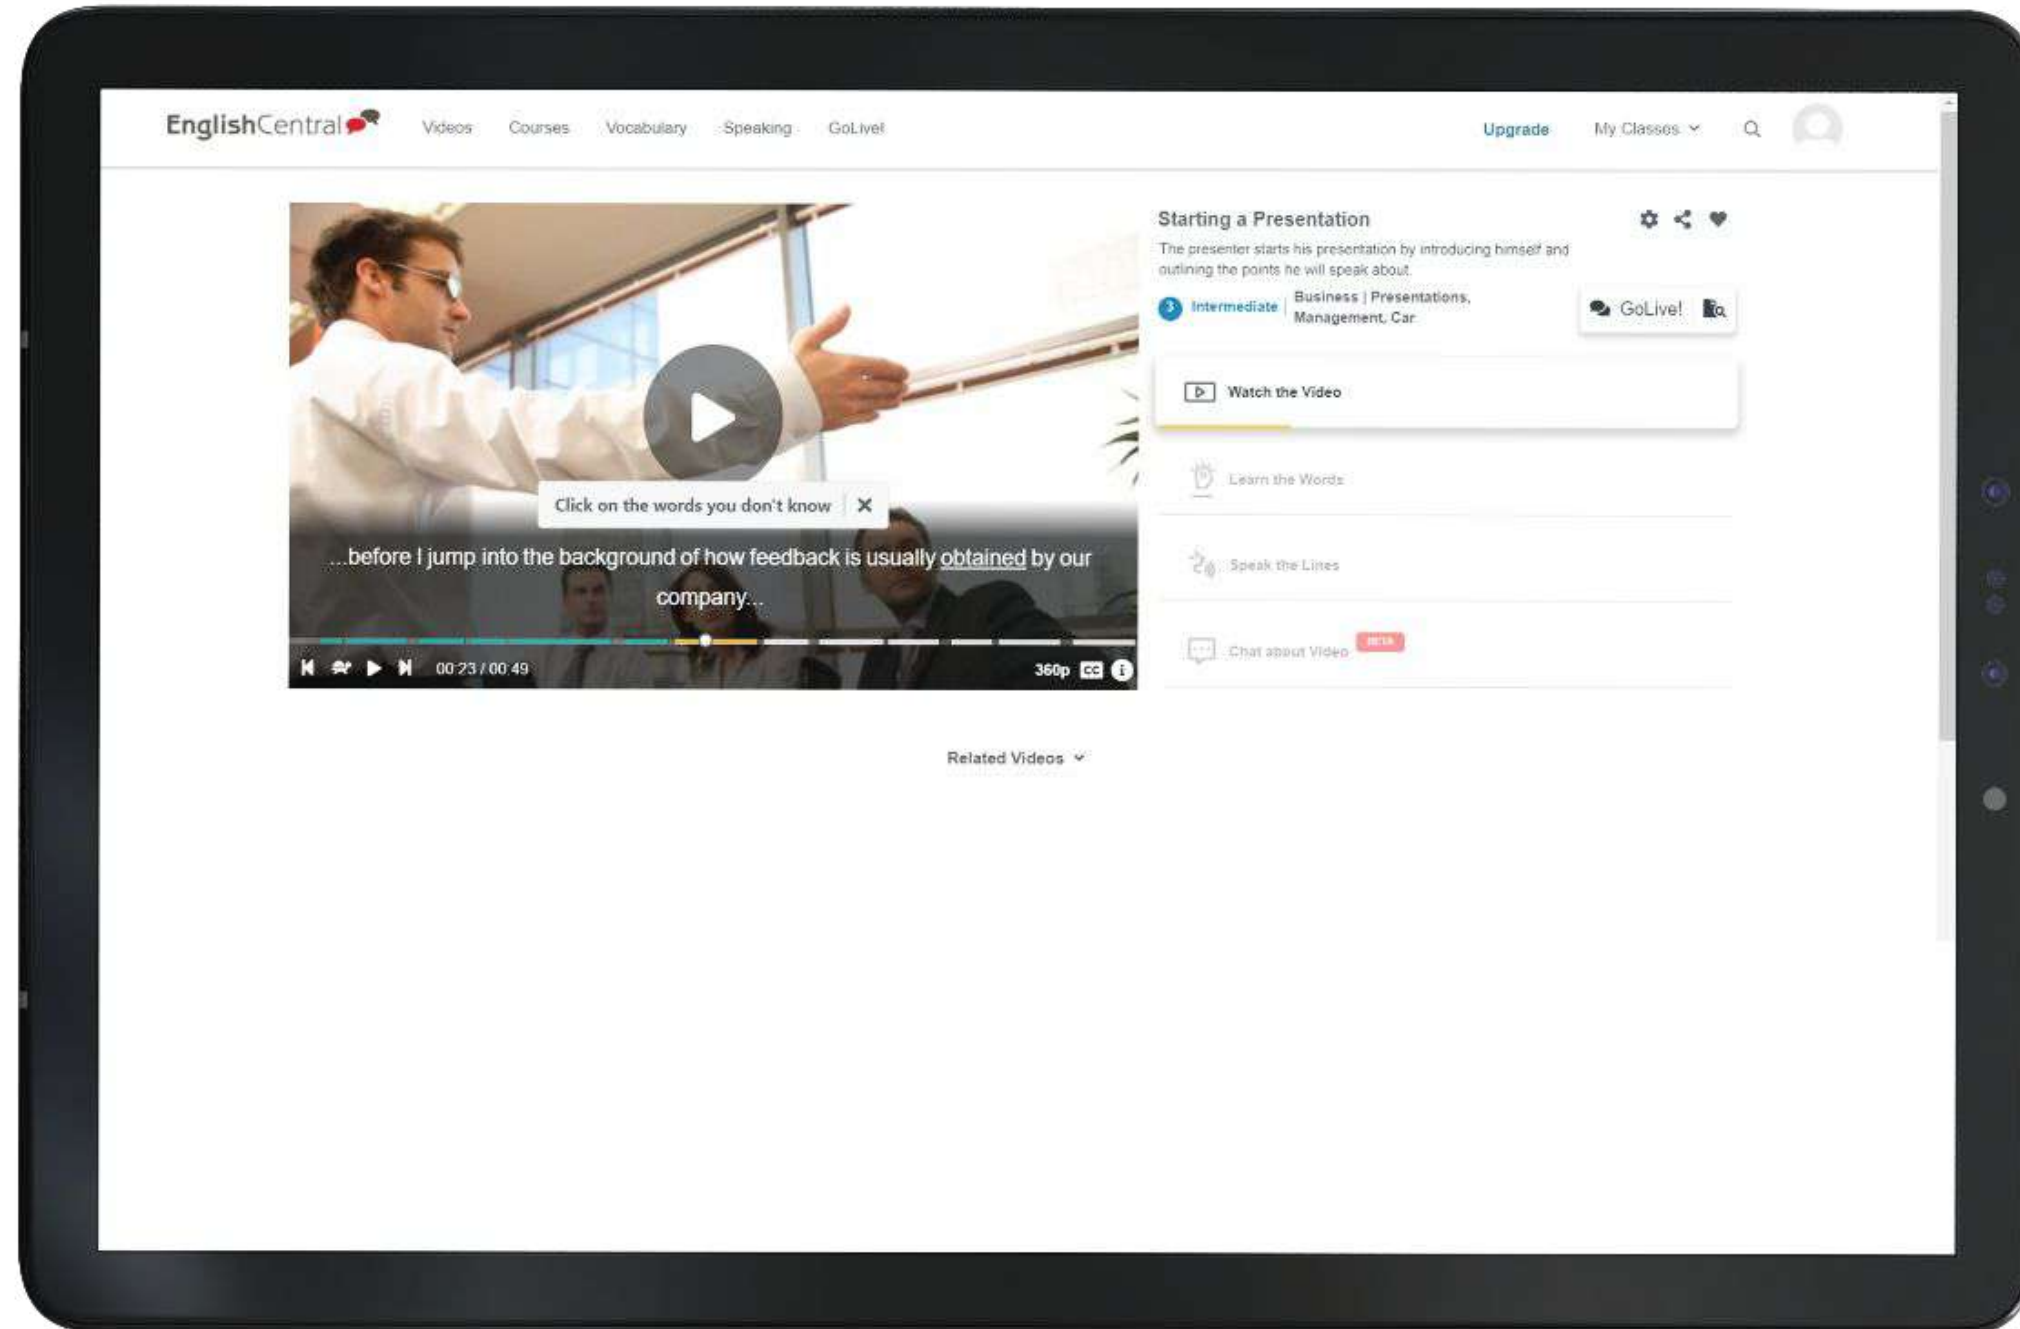 EnglishCentral Videos Courses Vocabulary Speaking GoLive! Upgrade My Classes
Starting a Presentation
The presenter starts his presentation by introducing himself and
outlining the points he will speak about.
3 Intermediate | Business | Presentations,
Management, Car
GoLive!
Watch the Video
Learn the Words
Speak the Lines
Chat about Video BETA
Click on the words you don't know
...before I jump into the background of how feedback is usually obtained by our
company...
00:23 / 00:49 360p CC i
Related Videos